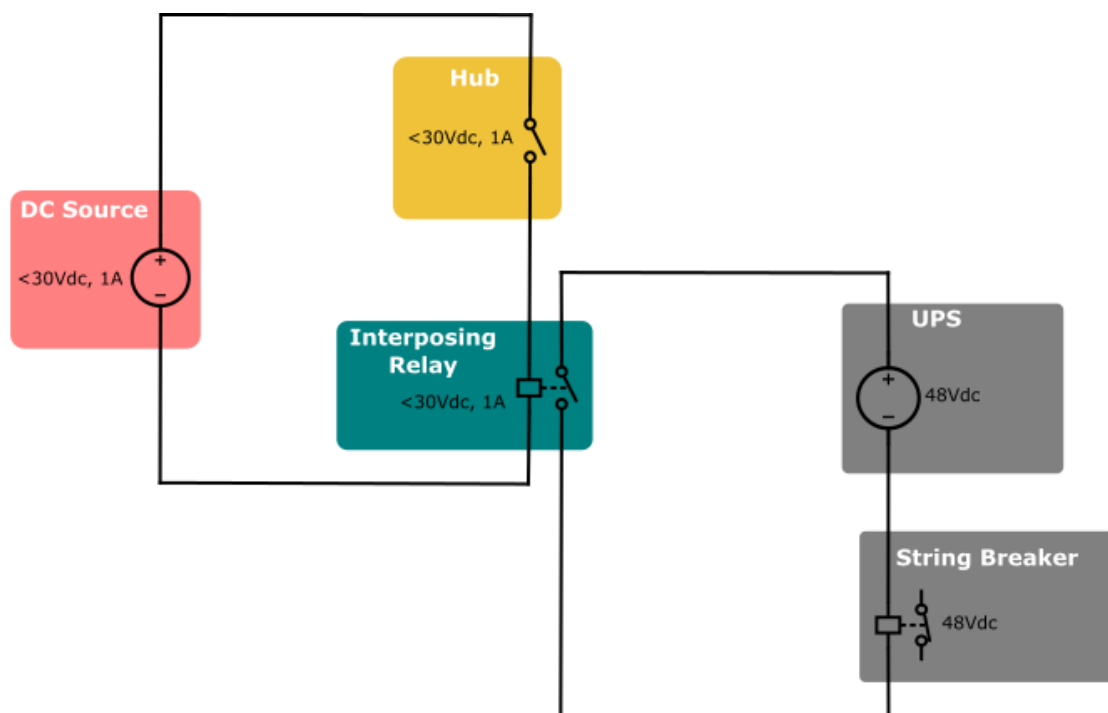 Hub
<30Vdc, 1A
DC Source
<30Vdc, 1A
+
−
Interposing
Relay
<30Vdc, 1A
UPS
+
−
48Vdc
String Breaker
48Vdc